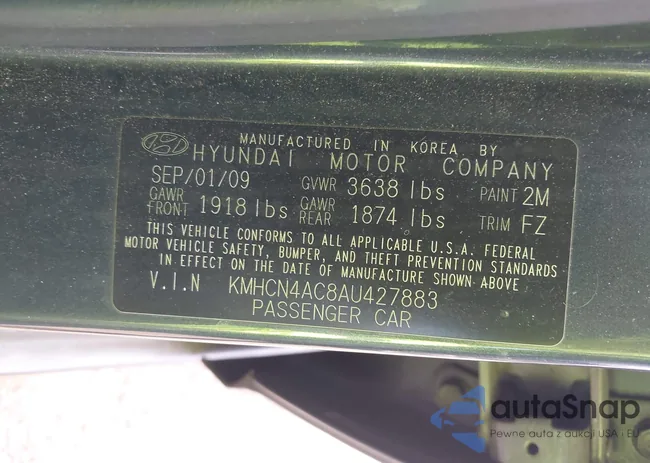 MANUFACTURED IN KOREA BY
HYUNDAI MOTOR COMPANY
SEP/01/09 GVWR 3638 lbs PAINT 2M
GAWR FRONT 1918 lbs GAWR REAR 1874 lbs TRIM FZ
THIS VEHICLE CONFORMS TO ALL APPLICABLE U.S.A. FEDERAL
MOTOR VEHICLE SAFETY, BUMPER, AND THEFT PREVENTION STANDARDS
IN EFFECT ON THE DATE OF MANUFACTURE SHOWN ABOVE.
V.I.N KMHCN4AC8AU427883
PASSENGER CAR
autaSnap
Pewne auta z aukcji USA i EU